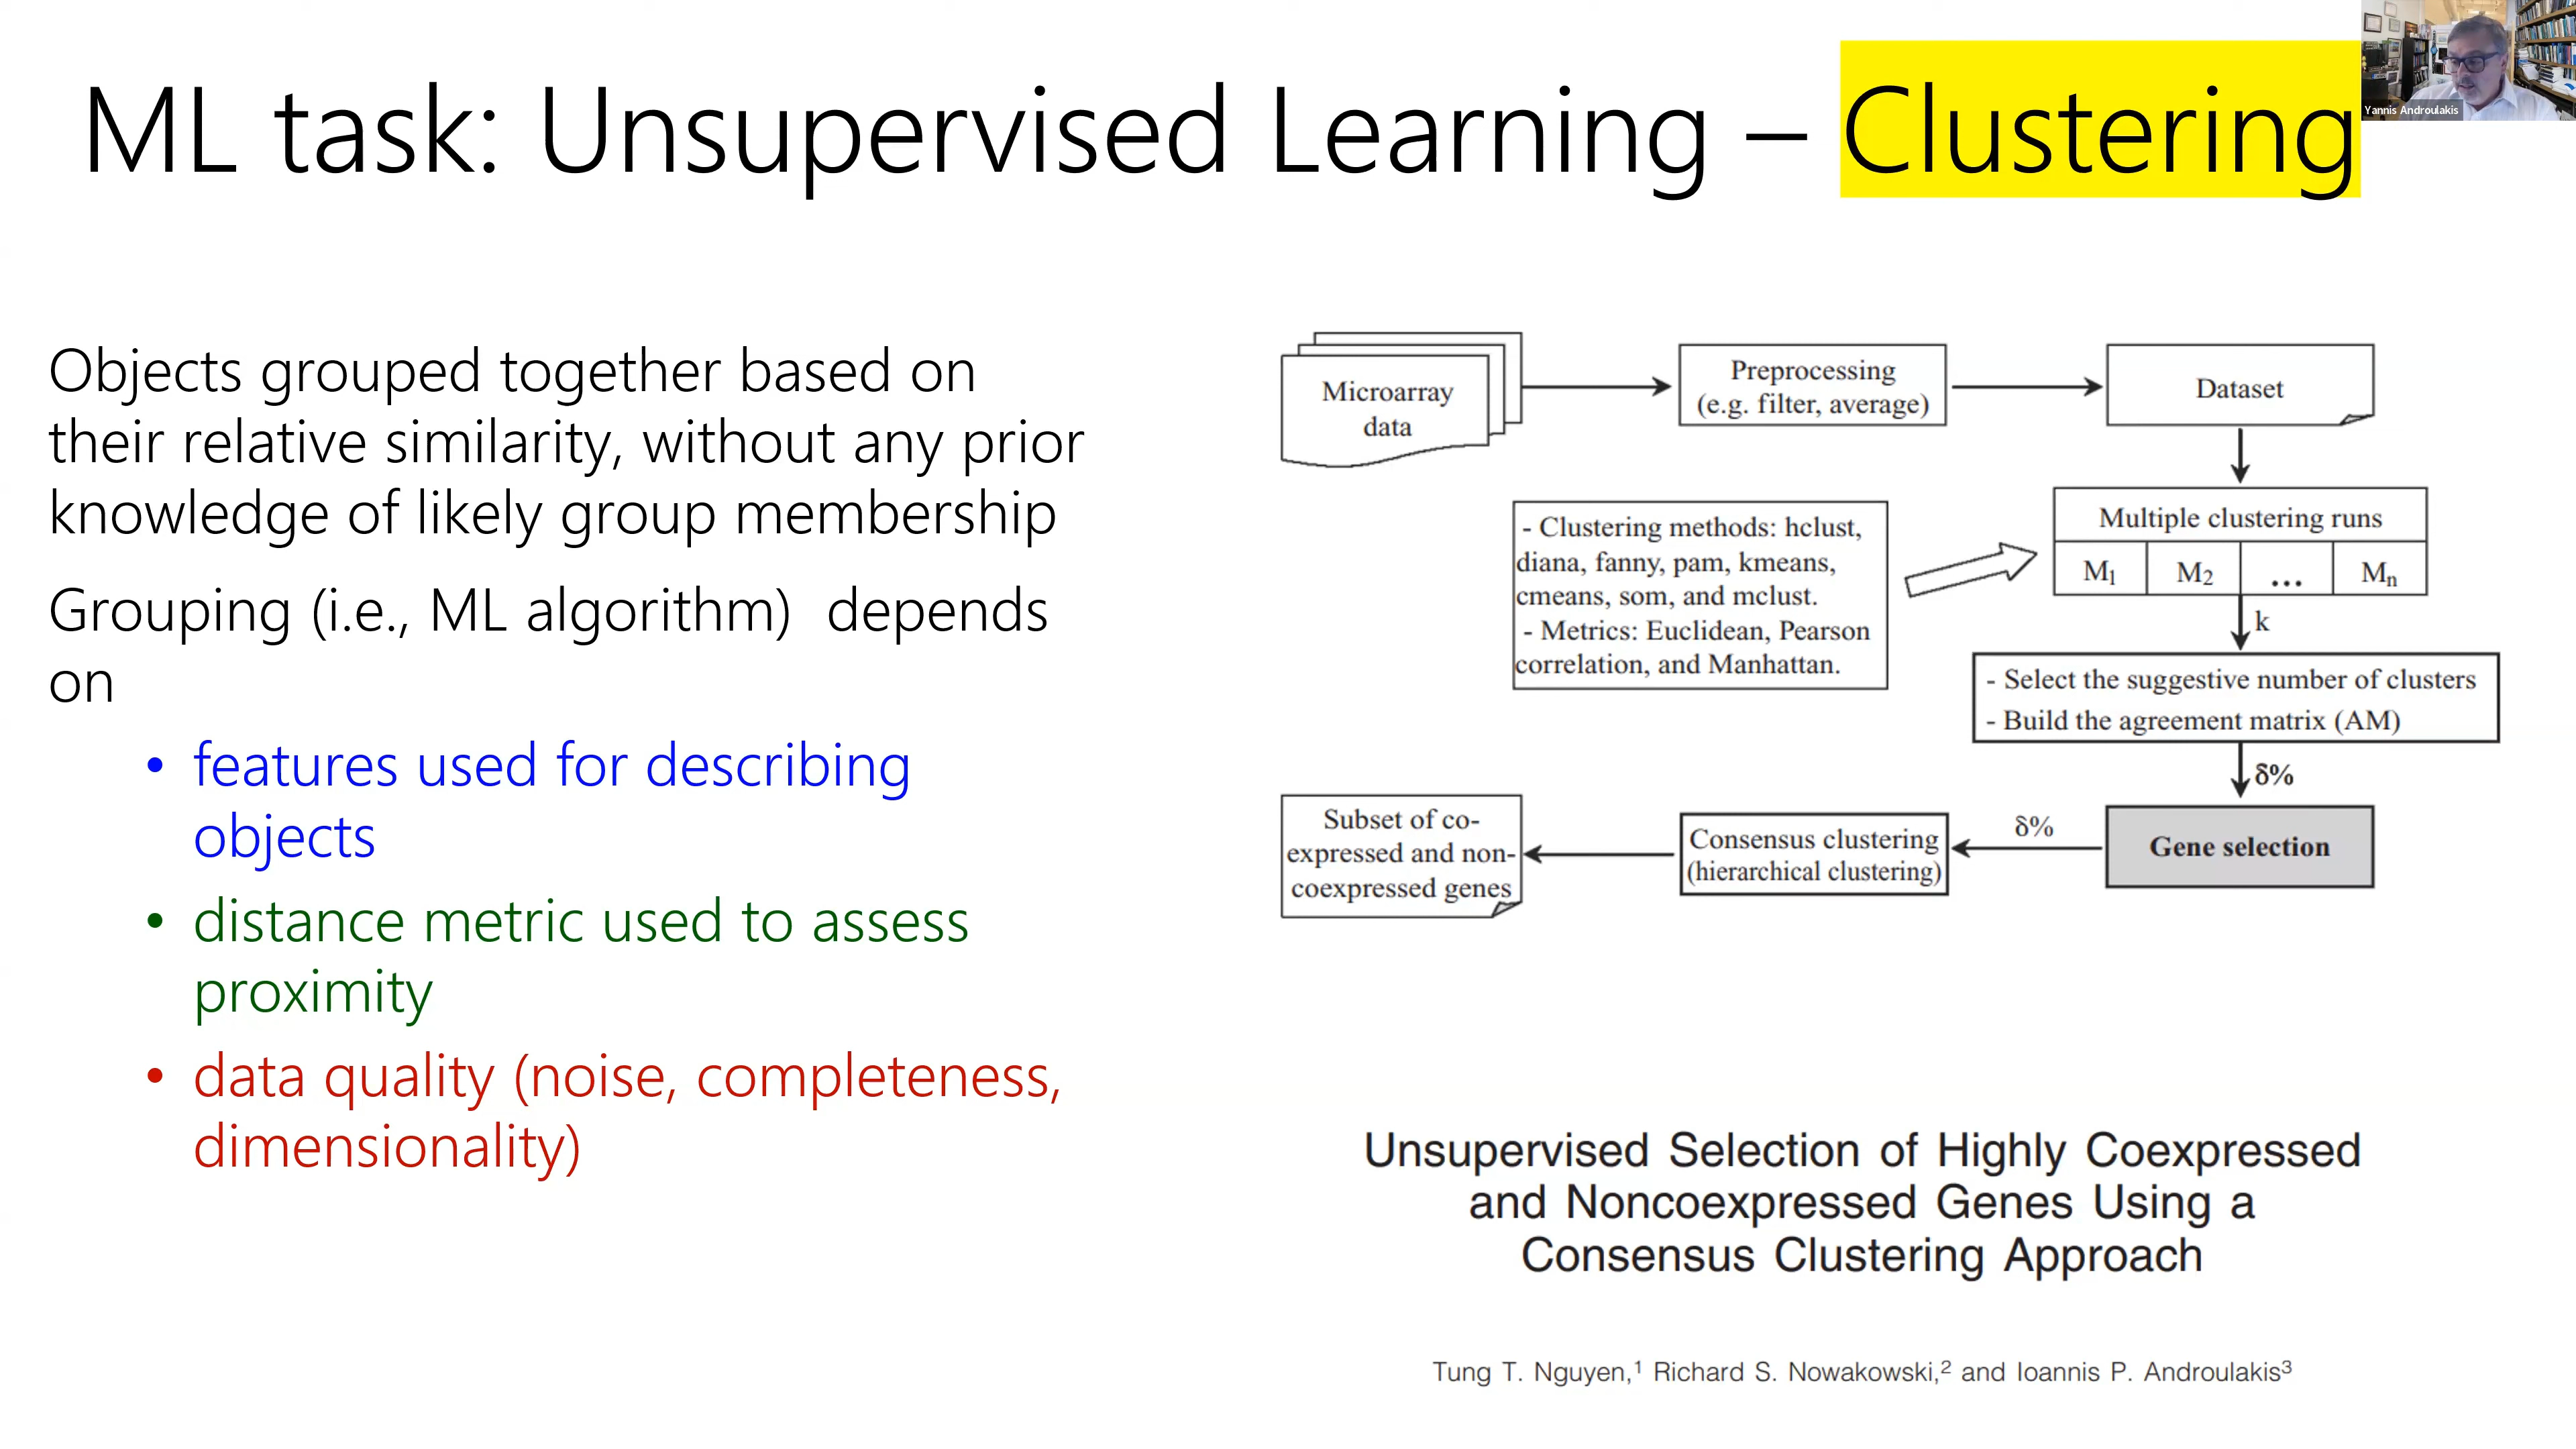 ML task: Unsupervised Learning – Clustering
Yannis Androulakis
Objects grouped together based on
their relative similarity, without any prior
knowledge of likely group membership
Grouping (i.e., ML algorithm) depends
on
• features used for describing
objects
• distance metric used to assess
proximity
• data quality (noise, completeness,
dimensionality)
Microarray
data
Preprocessing
(e.g. filter, average)
Dataset
- Clustering methods: hclust,
diana, fanny, pam, kmeans,
cmeans, som, and mclust.
- Metrics: Euclidean, Pearson
correlation, and Manhattan.
Multiple clustering runs
M1 M2 ... Mn
k
- Select the suggestive number of clusters
- Build the agreement matrix (AM)
δ%
Gene selection
δ%
Consensus clustering
(hierarchical clustering)
Subset of co-
expressed and non-
coexpressed genes
Unsupervised Selection of Highly Coexpressed
and Noncoexpressed Genes Using a
Consensus Clustering Approach
Tung T. Nguyen,1 Richard S. Nowakowski,2 and Ioannis P. Androulakis3